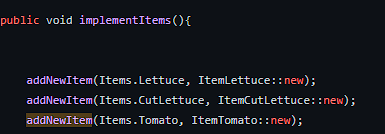 public void implementItems(){
addNewItem(Items.Lettuce, ItemLettuce::new);
addNewItem(Items.CutLettuce, ItemCutLettuce::new);
addNewItem(Items.Tomato, ItemTomato::new);